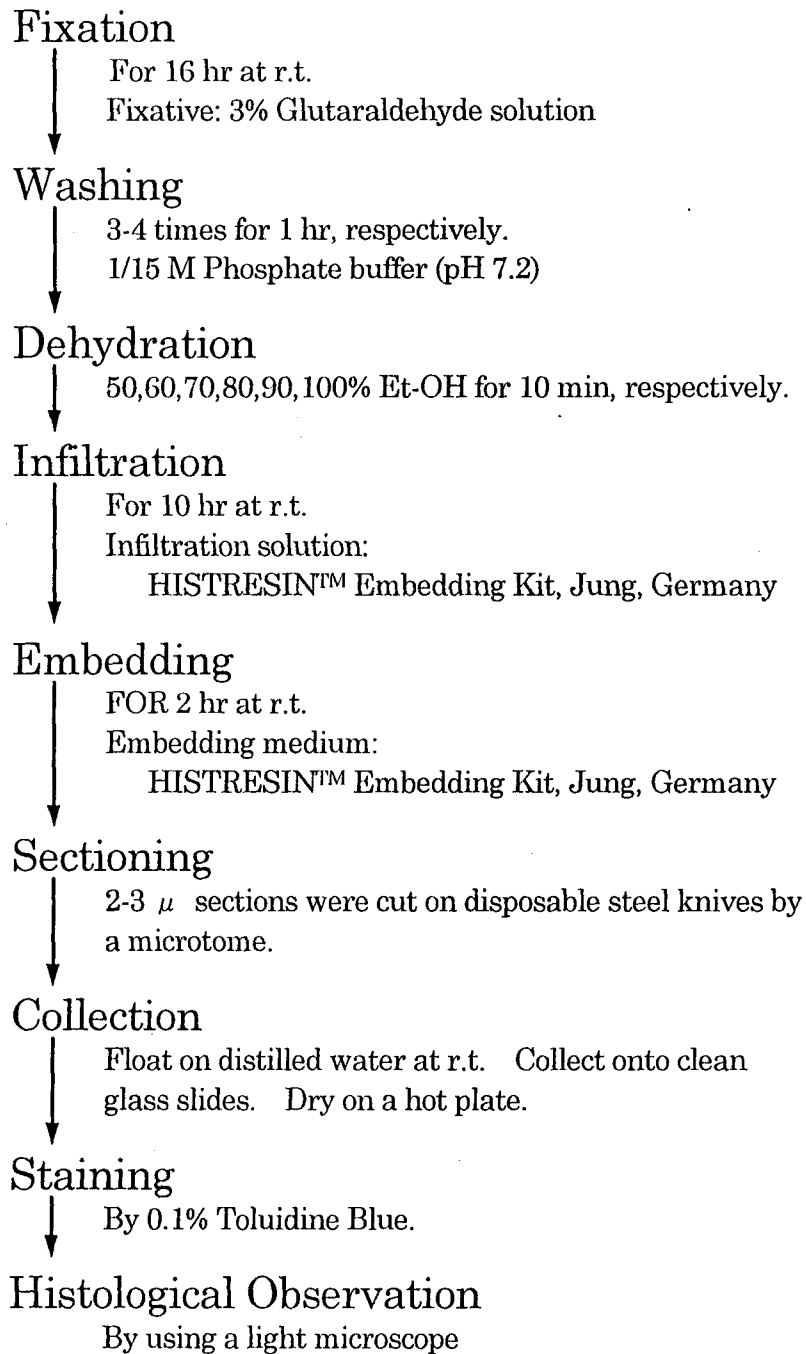 Fixation
For 16 hr at r.t.
Fixative: 3% Glutaraldehyde solution
Washing
3-4 times for 1 hr, respectively.
1/15 M Phosphate buffer (pH 7.2)
Dehydration
50,60,70,80,90,100% Et-OH for 10 min, respectively.
Infiltration
For 10 hr at r.t.
Infiltration solution:
HISTRESIN™ Embedding Kit, Jung, Germany
Embedding
FOR 2 hr at r.t.
Embedding medium:
HISTRESIN™ Embedding Kit, Jung, Germany
Sectioning
2-3 μ sections were cut on disposable steel knives by
a microtome.
Collection
Float on distilled water at r.t. Collect onto clean
glass slides. Dry on a hot plate.
Staining
By 0.1% Toluidine Blue.
Histological Observation
By using a light microscope